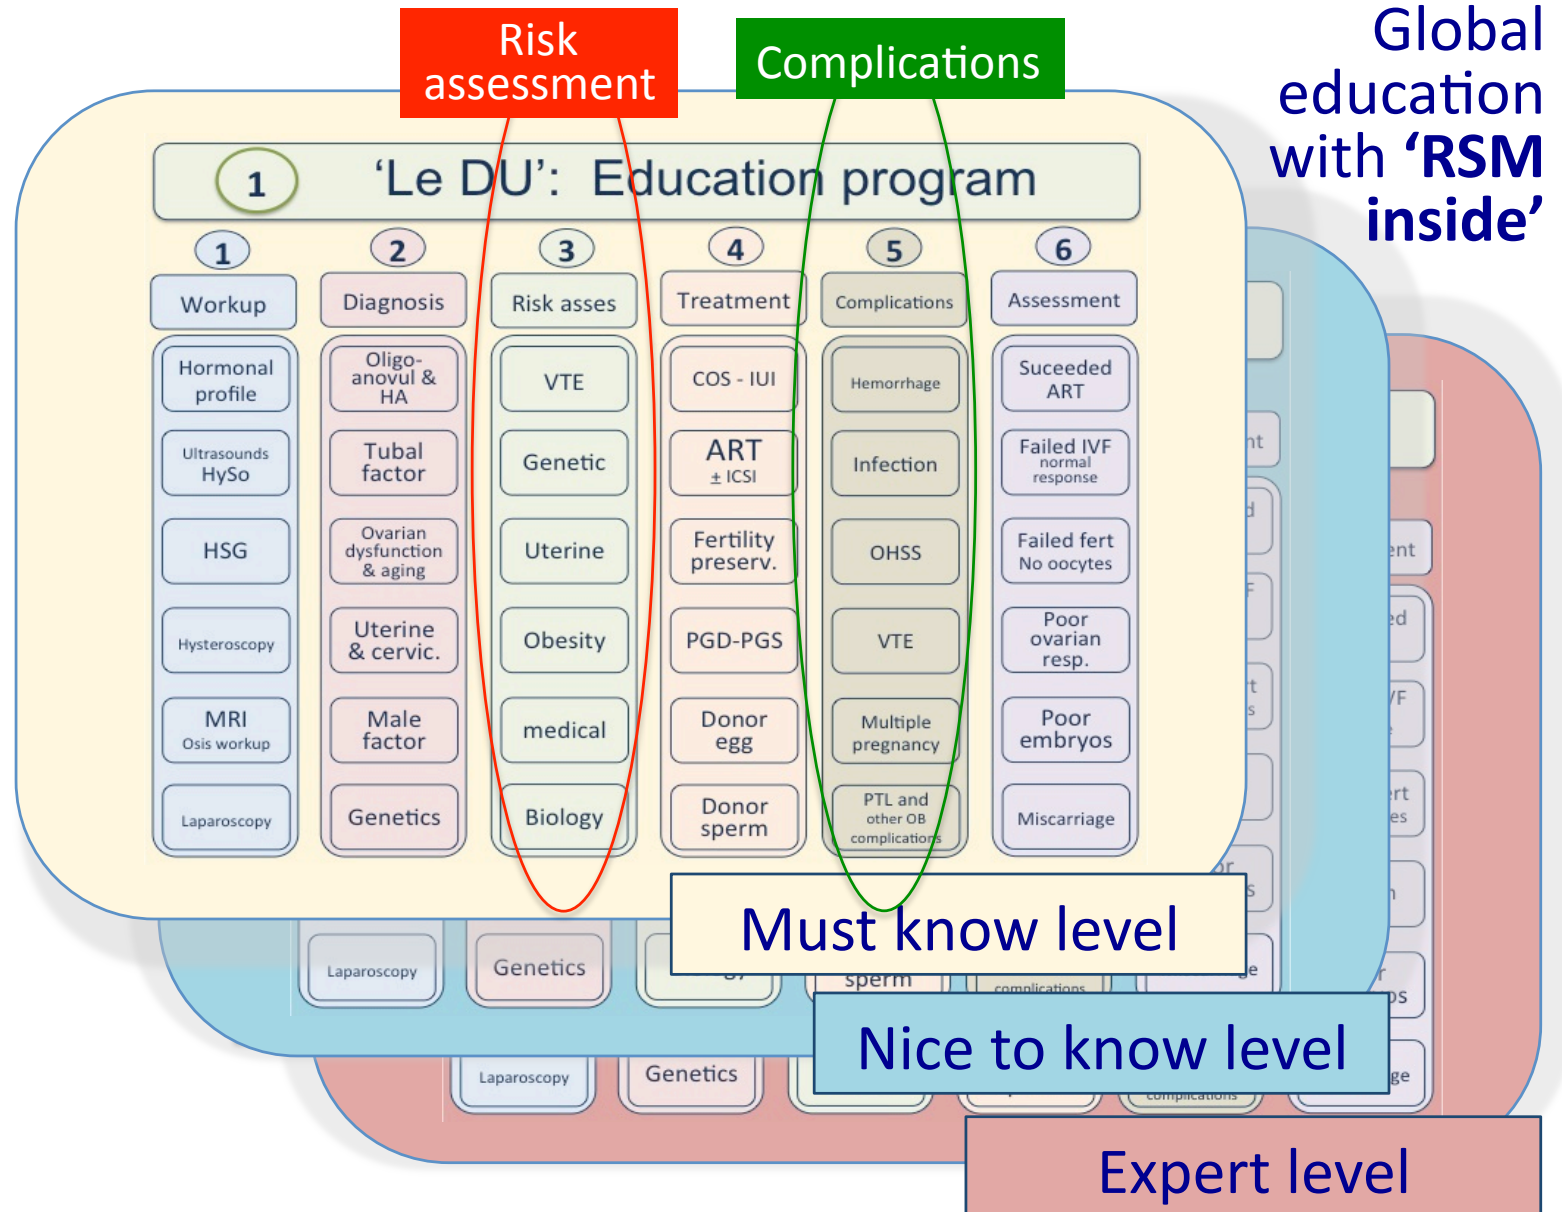 Risk
assessment
Complications
Global
education
with ‘RSM
inside’
1 ‘Le DU’: Education program
1
2
3
4
5
6
Workup
Diagnosis
Risk asses
Treatment
Complications
Assessment
Hormonal
profile
Ultrasounds
HySo
HSG
Hysteroscopy
MRI
Osis workup
Laparoscopy
Oligo-
anovul &
HA
Tubal
factor
Ovarian
dysfunction
& aging
Uterine
& cervic.
Male
factor
Genetics
VTE
Genetic
Uterine
Obesity
medical
Biology
COS - IUI
ART
± ICSI
Fertility
preserv.
PGD-PGS
Donor
egg
Donor
sperm
Hemorrhage
Infection
OHSS
VTE
Multiple
pregnancy
PTL and
other OB
complications
Suceeded
ART
Failed IVF
normal
response
Failed fert
No oocytes
Poor
ovarian
resp.
Poor
embryos
Miscarriage
Must know level
Laparoscopy
Genetics
sperm
complications
Nice to know level
Laparoscopy
Genetics
complications
Expert level